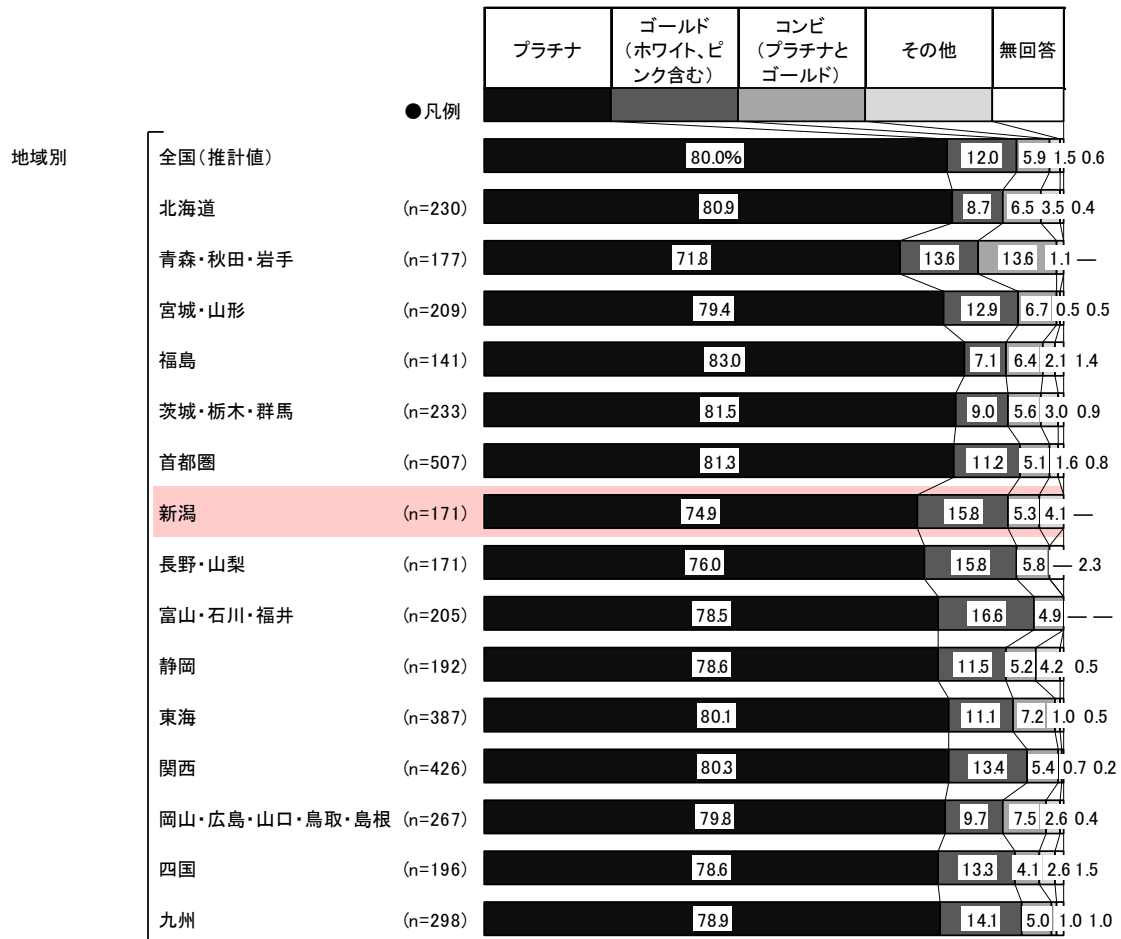 プラチナ
ゴールド
(ホワイト、ピ
ンク含む)
コンビ
(プラチナと
ゴールド)
その他
無回答
●凡例
地域別
全国(推計値) 80.0% 12.0 5.9 1.5 0.6
北海道 (n=230) 80.9 8.7 6.5 3.5 0.4
青森・秋田・岩手 (n=177) 71.8 13.6 13.6 1.1 —
宮城・山形 (n=209) 79.4 12.9 6.7 0.5 0.5
福島 (n=141) 83.0 7.1 6.4 2.1 1.4
茨城・栃木・群馬 (n=233) 81.5 9.0 5.6 3.0 0.9
首都圏 (n=507) 81.3 11.2 5.1 1.6 0.8
新潟 (n=171) 74.9 15.8 5.3 4.1 —
長野・山梨 (n=171) 76.0 15.8 5.8 — 2.3
富山・石川・福井 (n=205) 78.5 16.6 4.9 — —
静岡 (n=192) 78.6 11.5 5.2 4.2 0.5
東海 (n=387) 80.1 11.1 7.2 1.0 0.5
関西 (n=426) 80.3 13.4 5.4 0.7 0.2
岡山・広島・山口・鳥取・島根 (n=267) 79.8 9.7 7.5 2.6 0.4
四国 (n=196) 78.6 13.3 4.1 2.6 1.5
九州 (n=298) 78.9 14.1 5.0 1.0 1.0